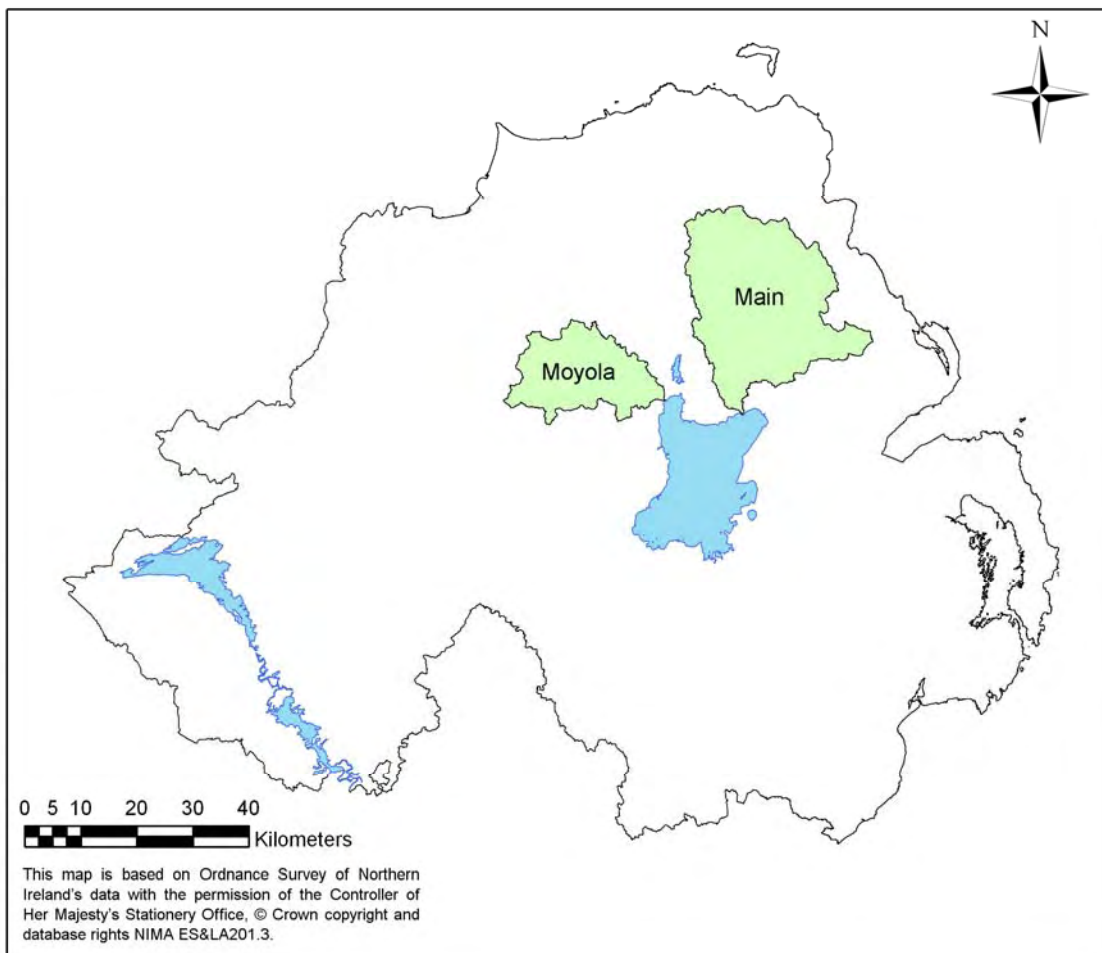 N
Main
Moyola
0 5 10 20 30 40
Kilometers
This map is based on Ordnance Survey of Northern
Ireland's data with the permission of the Controller of
Her Majesty's Stationery Office, © Crown copyright and
database rights NIMA ES&LA201.3.